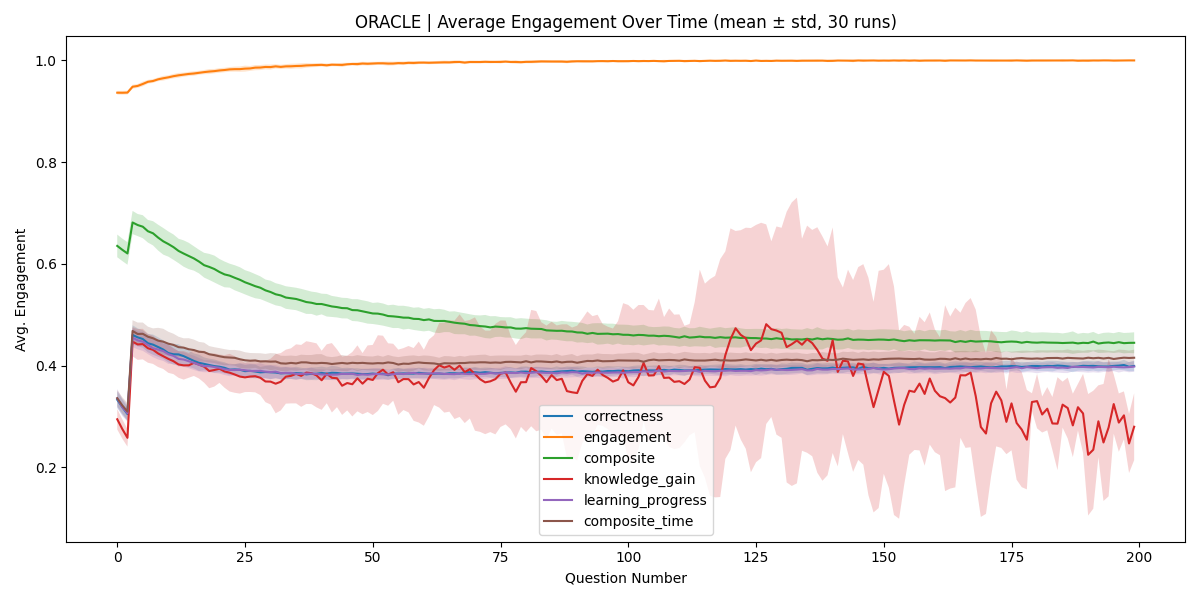 ORACLE | Average Engagement Over Time (mean ± std, 30 runs)
Avg. Engagement
1.0
0.8
0.6
0.4
0.2
correctness
engagement
composite
knowledge_gain
learning_progress
composite_time
0 25 50 75 100 125 150 175 200
Question Number